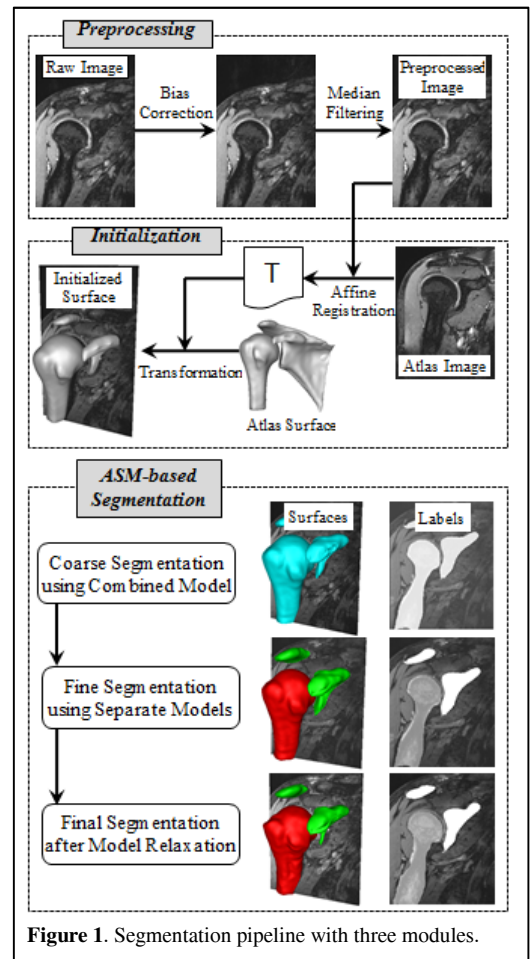 Preprocessing
Raw Image
Bias
Correction
Median
Filtering
Preprocessed
Image
Initialization
Initialized
Surface
T
Affine
Registration
Transformation
Atlas Surface
Atlas Image
ASM-based
Segmentation
Surfaces
Labels
Coarse Segmentation
using Combined Model
Fine Segmentation
using Separate Models
Final Segmentation
after Model Relaxation
Figure 1. Segmentation pipeline with three modules.